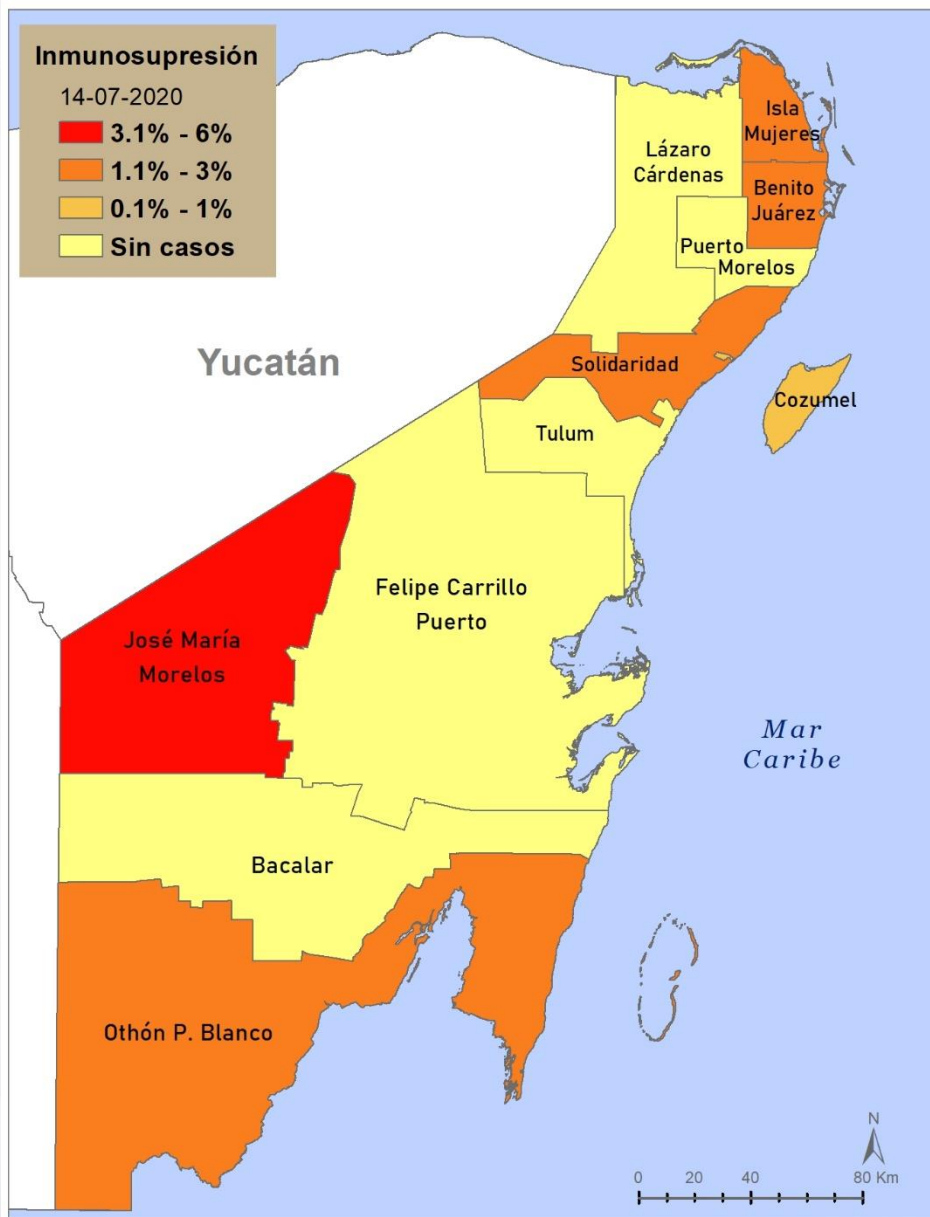 Inmunosupresión
14-07-2020
3.1% - 6%
1.1% - 3%
0.1% - 1%
Sin casos
Isla
Mujeres
Lázaro
Cárdenas
Benito
Juárez
Puerto
Morelos
Yucatán
Solidaridad
Cozumel
Tulum
Felipe Carrillo
Puerto
José María
Morelos
Mar
Caribe
Bacalar
Othón P. Blanco
N
0 20 40 80 Km